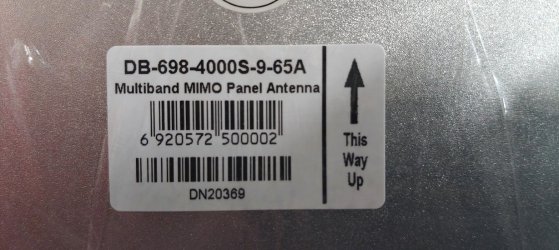 DB-698-4000S-9-65A
Multiband MIMO Panel Antenna
6 920572 500002
DN20369
This
Way
Up